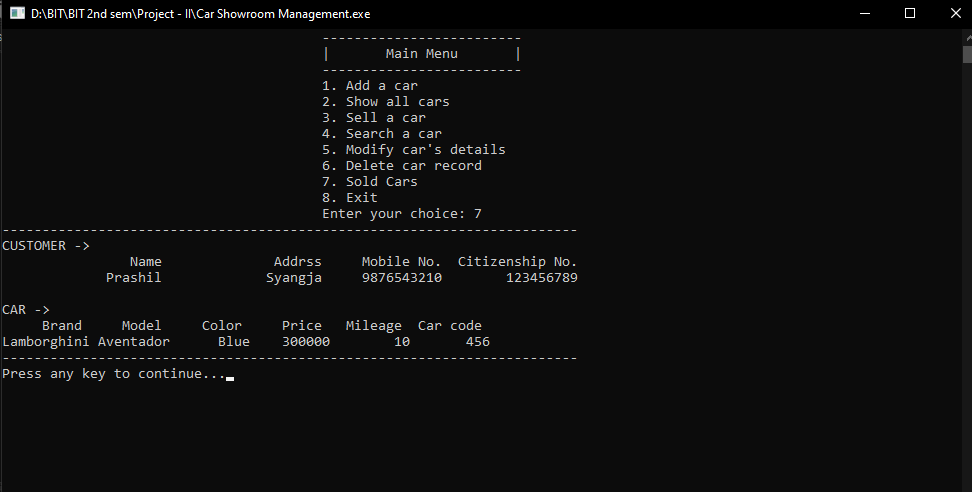 D:\BIT\BIT 2nd sem\Project - II\Car Showroom Management.exe
-------------------------
|       Main Menu       |
-------------------------
1. Add a car
2. Show all cars
3. Sell a car
4. Search a car
5. Modify car's details
6. Delete car record
7. Sold Cars
8. Exit
Enter your choice: 7
------------------------------------------------------------------------
CUSTOMER ->
Name Addrss Mobile No. Citizenship No.
Prashil Syangja 9876543210 123456789
CAR ->
Brand Model Color Price Mileage Car code
Lamborghini Aventador Blue 300000 10 456
------------------------------------------------------------------------
Press any key to continue...